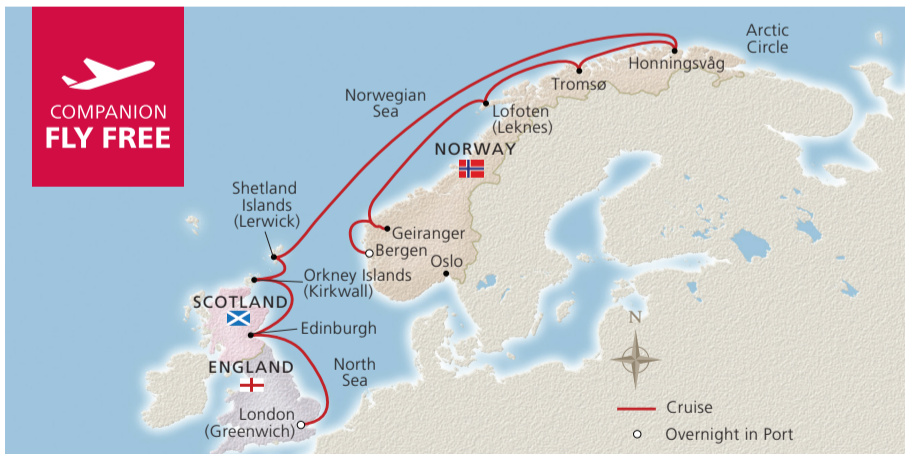 COMPANION
FLY FREE
Arctic
Circle
Honningsvåg
Tromsø
Norwegian
Sea
Lofoten
(Leknes)
NORWAY
Shetland
Islands
(Lerwick)
Geiranger
Bergen
Oslo
Orkney Islands
(Kirkwall)
SCOTLAND
Edinburgh
N
ENGLAND
North
Sea
London
(Greenwich)
Cruise
Overnight in Port